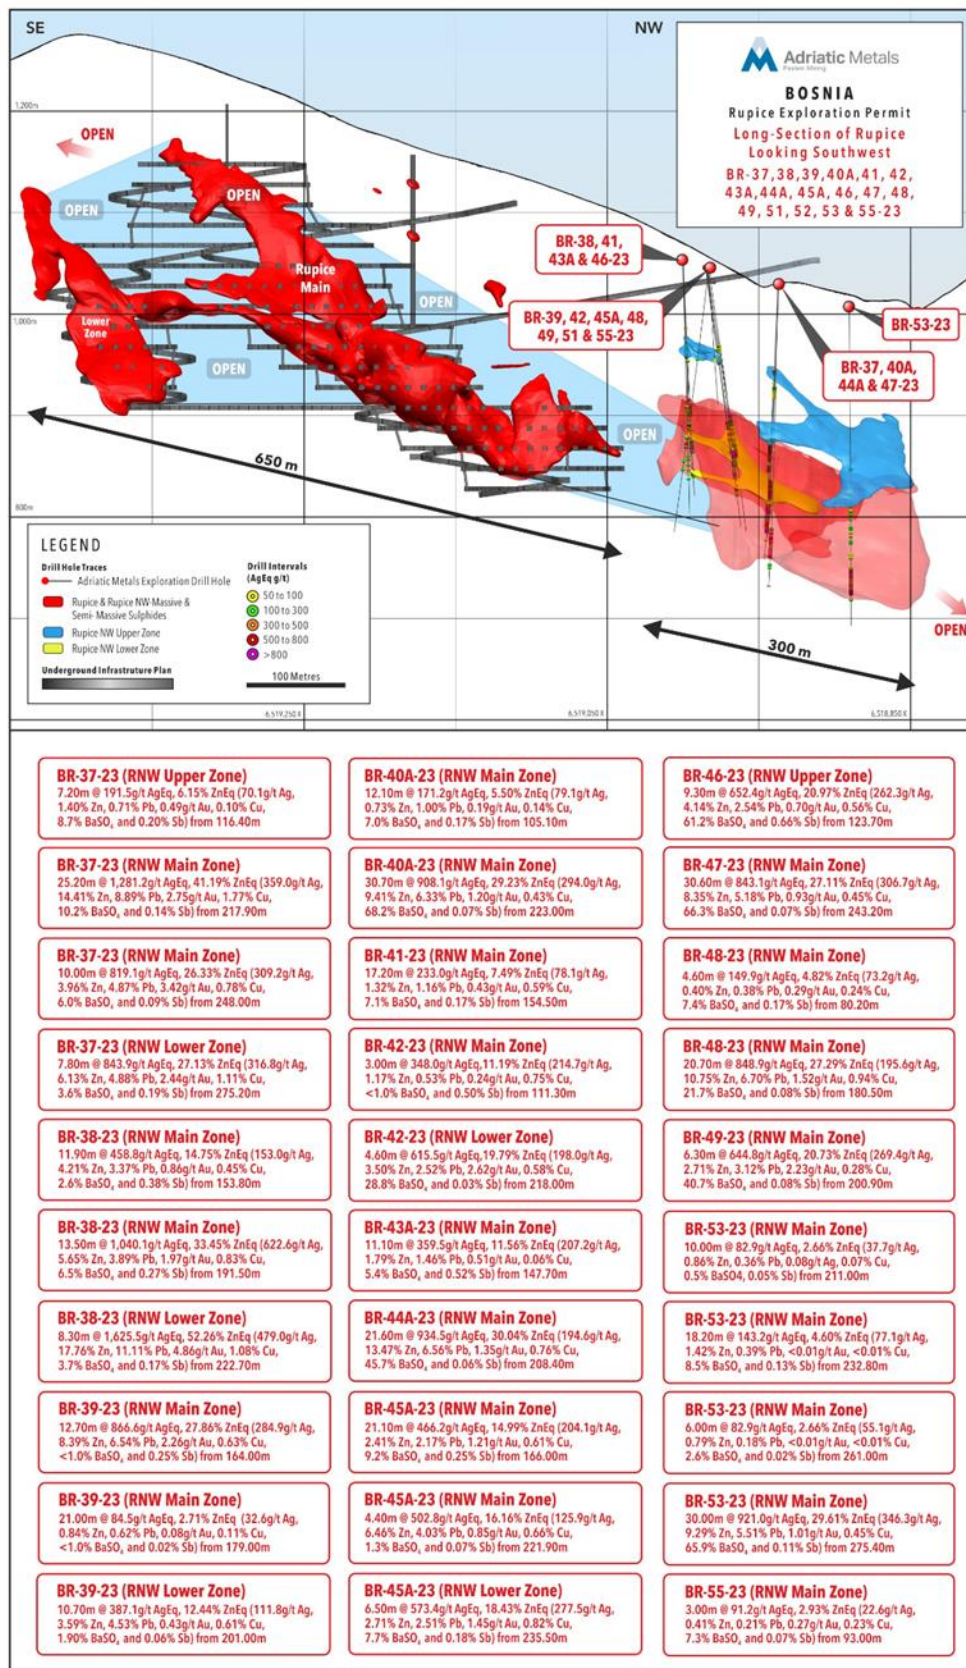 SE
NW
Adriatic Metals
BOSNIA
Rupice Exploration Permit
Long-Section of Rupice
Looking Southwest
BR-37,38,39,40A,41, 42,
43A,44A, 45A, 46, 47, 48,
49, 51, 52, 53 & 55-23
1,200m
OPEN
OPEN
OPEN
Rupice
Main
Lower
Zone
1,000m
OPEN
OPEN
OPEN
BR-38, 41,
43A & 46-23
BR-39, 42, 45A, 48,
49, 51 & 55-23
BR-53-23
BR-37, 40A,
44A & 47-23
650 m
800m
300 m
OPEN
LEGEND
Drill Hole Traces
Adriatic Metals Exploration Drill Hole
Rupice & Rupice NW-Massive &
Semi- Massive Sulphides
Rupice NW Upper Zone
Rupice NW Lower Zone
Underground Infrastruture Plan
Drill Intervals
(AgEq g/t)
50 to 100
100 to 300
300 to 500
500 to 800
>800
100 Metres
6,519,250 X
6,519,050 X
6,518,850 X
BR-37-23 (RNW Upper Zone)
7.20m @ 191.5g/t AgEq, 6.15% ZnEq (70.1g/t Ag,
1.40% Zn, 0.71% Pb, 0.49g/t Au, 0.10% Cu,
8.7% BaSO₄ and 0.20% Sb) from 116.40m
BR-37-23 (RNW Main Zone)
25.20m @ 1,281.2g/t AgEq, 41.19% ZnEq (359.0g/t Ag,
14.41% Zn, 8.89% Pb, 2.75g/t Au, 1.77% Cu,
10.2% BaSO₄ and 0.14% Sb) from 217.90m
BR-37-23 (RNW Main Zone)
10.00m @ 819.1g/t AgEq, 26.33% ZnEq (309.2g/t Ag,
3.96% Zn, 4.87% Pb, 3.42g/t Au, 0.78% Cu,
6.0% BaSO₄ and 0.09% Sb) from 248.00m
BR-37-23 (RNW Lower Zone)
7.80m @ 843.9g/t AgEq, 27.13% ZnEq (316.8g/t Ag,
6.13% Zn, 4.88% Pb, 2.44g/t Au, 1.11% Cu,
3.6% BaSO₄ and 0.19% Sb) from 275.20m
BR-38-23 (RNW Main Zone)
11.90m @ 458.8g/t AgEq, 14.75% ZnEq (153.0g/t Ag,
4.21% Zn, 3.37% Pb, 0.86g/t Au, 0.45% Cu,
2.6% BaSO₄ and 0.38% Sb) from 153.80m
BR-38-23 (RNW Main Zone)
13.50m @ 1,040.1g/t AgEq, 33.45% ZnEq (622.6g/t Ag,
5.65% Zn, 3.89% Pb, 1.97g/t Au, 0.83% Cu,
6.5% BaSO₄ and 0.27% Sb) from 191.50m
BR-38-23 (RNW Lower Zone)
8.30m @ 1,625.5g/t AgEq, 52.26% ZnEq (479.0g/t Ag,
17.76% Zn, 11.11% Pb, 4.86g/t Au, 1.08% Cu,
3.7% BaSO₄ and 0.17% Sb) from 222.70m
BR-39-23 (RNW Main Zone)
12.70m @ 866.6g/t AgEq, 27.86% ZnEq (284.9g/t Ag,
8.39% Zn, 6.54% Pb, 2.26g/t Au, 0.63% Cu,
<1.0% BaSO₄ and 0.25% Sb) from 164.00m
BR-39-23 (RNW Main Zone)
21.00m @ 84.5g/t AgEq, 2.71% ZnEq (32.6g/t Ag,
0.84% Zn, 0.62% Pb, 0.08g/t Au, 0.11% Cu,
<1.0% BaSO₄ and 0.02% Sb) from 179.00m
BR-39-23 (RNW Lower Zone)
10.70m @ 387.1g/t AgEq, 12.44% ZnEq (111.8g/t Ag,
3.59% Zn, 4.53% Pb, 0.43g/t Au, 0.61% Cu,
1.90% BaSO₄ and 0.06% Sb) from 201.00m
BR-40A-23 (RNW Main Zone)
12.10m @ 171.2g/t AgEq, 5.50% ZnEq (79.1g/t Ag,
0.73% Zn, 1.00% Pb, 0.19g/t Au, 0.14% Cu,
7.0% BaSO₄ and 0.17% Sb) from 105.10m
BR-40A-23 (RNW Main Zone)
30.70m @ 908.1g/t AgEq, 29.23% ZnEq (294.0g/t Ag,
9.41% Zn, 6.33% Pb, 1.20g/t Au, 0.43% Cu,
68.2% BaSO₄ and 0.07% Sb) from 223.00m
BR-41-23 (RNW Main Zone)
17.20m @ 233.0g/t AgEq, 7.49% ZnEq (78.1g/t Ag,
1.32% Zn, 1.16% Pb, 0.43g/t Au, 0.59% Cu,
7.1% BaSO₄ and 0.17% Sb) from 154.50m
BR-42-23 (RNW Main Zone)
3.00m @ 348.0g/t AgEq,11.19% ZnEq (214.7g/t Ag,
1.17% Zn, 0.53% Pb, 0.24g/t Au, 0.75% Cu,
<1.0% BaSO₄ and 0.50% Sb) from 111.30m
BR-42-23 (RNW Lower Zone)
4.60m @ 615.5g/t AgEq,19.79% ZnEq (198.0g/t Ag,
3.50% Zn, 2.52% Pb, 2.62g/t Au, 0.58% Cu,
28.8% BaSO₄ and 0.03% Sb) from 218.00m
BR-43A-23 (RNW Main Zone)
11.10m @ 359.5g/t AgEq, 11.56% ZnEq (207.2g/t Ag,
1.79% Zn, 1.46% Pb, 0.51g/t Au, 0.06% Cu,
5.4% BaSO₄ and 0.52% Sb) from 147.70m
BR-44A-23 (RNW Main Zone)
21.60m @ 934.5g/t AgEq, 30.04% ZnEq (194.6g/t Ag,
13.47% Zn, 6.56% Pb, 1.35g/t Au, 0.76% Cu,
45.7% BaSO₄ and 0.06% Sb) from 208.40m
BR-45A-23 (RNW Main Zone)
21.10m @ 466.2g/t AgEq, 14.99% ZnEq (204.1g/t Ag,
2.41% Zn, 2.17% Pb, 1.21g/t Au, 0.61% Cu,
9.2% BaSO₄ and 0.25% Sb) from 166.00m
BR-45A-23 (RNW Main Zone)
4.40m @ 502.8g/t AgEq, 16.16% ZnEq (125.9g/t Ag,
6.46% Zn, 4.03% Pb, 0.85g/t Au, 0.66% Cu,
1.3% BaSO₄ and 0.07% Sb) from 221.90m
BR-45A-23 (RNW Lower Zone)
6.50m @ 573.4g/t AgEq, 18.43% ZnEq (277.5g/t Ag,
2.71% Zn, 2.51% Pb, 1.45g/t Au, 0.82% Cu,
7.7% BaSO₄ and 0.18% Sb) from 235.50m
BR-46-23 (RNW Upper Zone)
9.30m @ 652.4g/t AgEq, 20.97% ZnEq (262.3g/t Ag,
4.14% Zn, 2.54% Pb, 0.70g/t Au, 0.56% Cu,
61.2% BaSO₄ and 0.66% Sb) from 123.70m
BR-47-23 (RNW Main Zone)
30.60m @ 843.1g/t AgEq, 27.11% ZnEq (306.7g/t Ag,
8.35% Zn, 5.18% Pb, 0.93g/t Au, 0.45% Cu,
66.3% BaSO₄ and 0.07% Sb) from 243.20m
BR-48-23 (RNW Main Zone)
4.60m @ 149.9g/t AgEq, 4.82% ZnEq (73.2g/t Ag,
0.40% Zn, 0.38% Pb, 0.29g/t Au, 0.24% Cu,
7.4% BaSO₄ and 0.17% Sb) from 80.20m
BR-48-23 (RNW Main Zone)
20.70m @ 848.9g/t AgEq, 27.29% ZnEq (195.6g/t Ag,
10.75% Zn, 6.70% Pb, 1.52g/t Au, 0.94% Cu,
21.7% BaSO₄ and 0.08% Sb) from 180.50m
BR-49-23 (RNW Main Zone)
6.30m @ 644.8g/t AgEq, 20.73% ZnEq (269.4g/t Ag,
2.71% Zn, 3.12% Pb, 2.23g/t Au, 0.28% Cu,
40.7% BaSO₄ and 0.08% Sb) from 200.90m
BR-53-23 (RNW Main Zone)
10.00m @ 82.9g/t AgEq, 2.66% ZnEq (37.7g/t Ag,
0.86% Zn, 0.36% Pb, 0.08g/t Ag, 0.07% Cu,
0.5% BaSO4, 0.05% Sb) from 211.00m
BR-53-23 (RNW Main Zone)
18.20m @ 143.2g/t AgEq, 4.60% ZnEq (77.1g/t Ag,
1.42% Zn, 0.39% Pb, <0.01g/t Au, <0.01% Cu,
8.5% BaSO₄ and 0.13% Sb) from 232.80m
BR-53-23 (RNW Main Zone)
6.00m @ 82.9g/t AgEq, 2.66% ZnEq (55.1g/t Ag,
0.79% Zn, 0.18% Pb, <0.01g/t Au, <0.01% Cu,
2.6% BaSO₄ and 0.02% Sb) from 261.00m
BR-53-23 (RNW Main Zone)
30.00m @ 921.0g/t AgEq, 29.61% ZnEq (346.3g/t Ag,
9.29% Zn, 5.51% Pb, 1.01g/t Au, 0.45% Cu,
65.9% BaSO₄ and 0.11% Sb) from 275.40m
BR-55-23 (RNW Main Zone)
3.00m @ 91.2g/t AgEq, 2.93% ZnEq (22.6g/t Ag,
0.41% Zn, 0.21% Pb, 0.27g/t Au, 0.23% Cu,
7.3% BaSO₄ and 0.07% Sb) from 93.00m